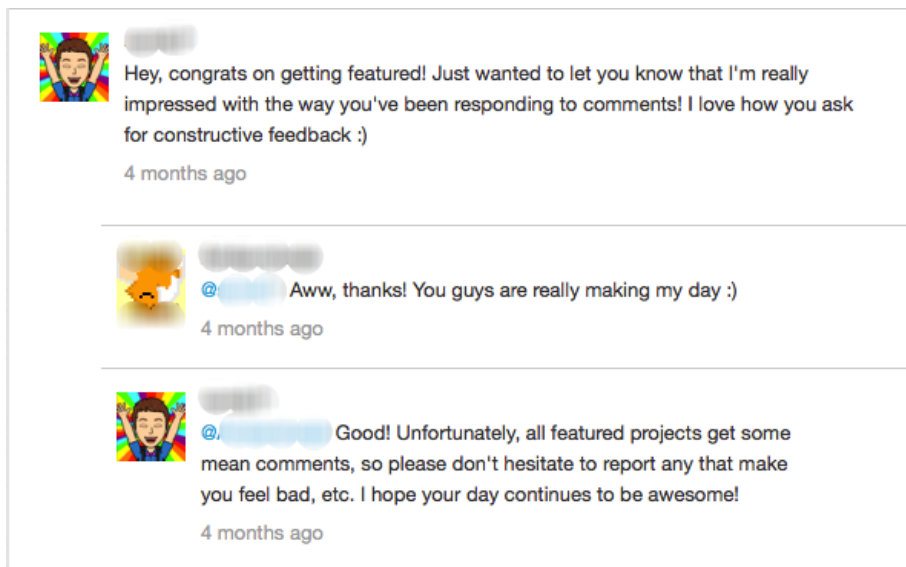 Hey, congrats on getting featured! Just wanted to let you know that I'm really
impressed with the way you've been responding to comments! I love how you ask
for constructive feedback :)
4 months ago
@ Aww, thanks! You guys are really making my day :)
4 months ago
@ Good! Unfortunately, all featured projects get some
mean comments, so please don't hesitate to report any that make
you feel bad, etc. I hope your day continues to be awesome!
4 months ago